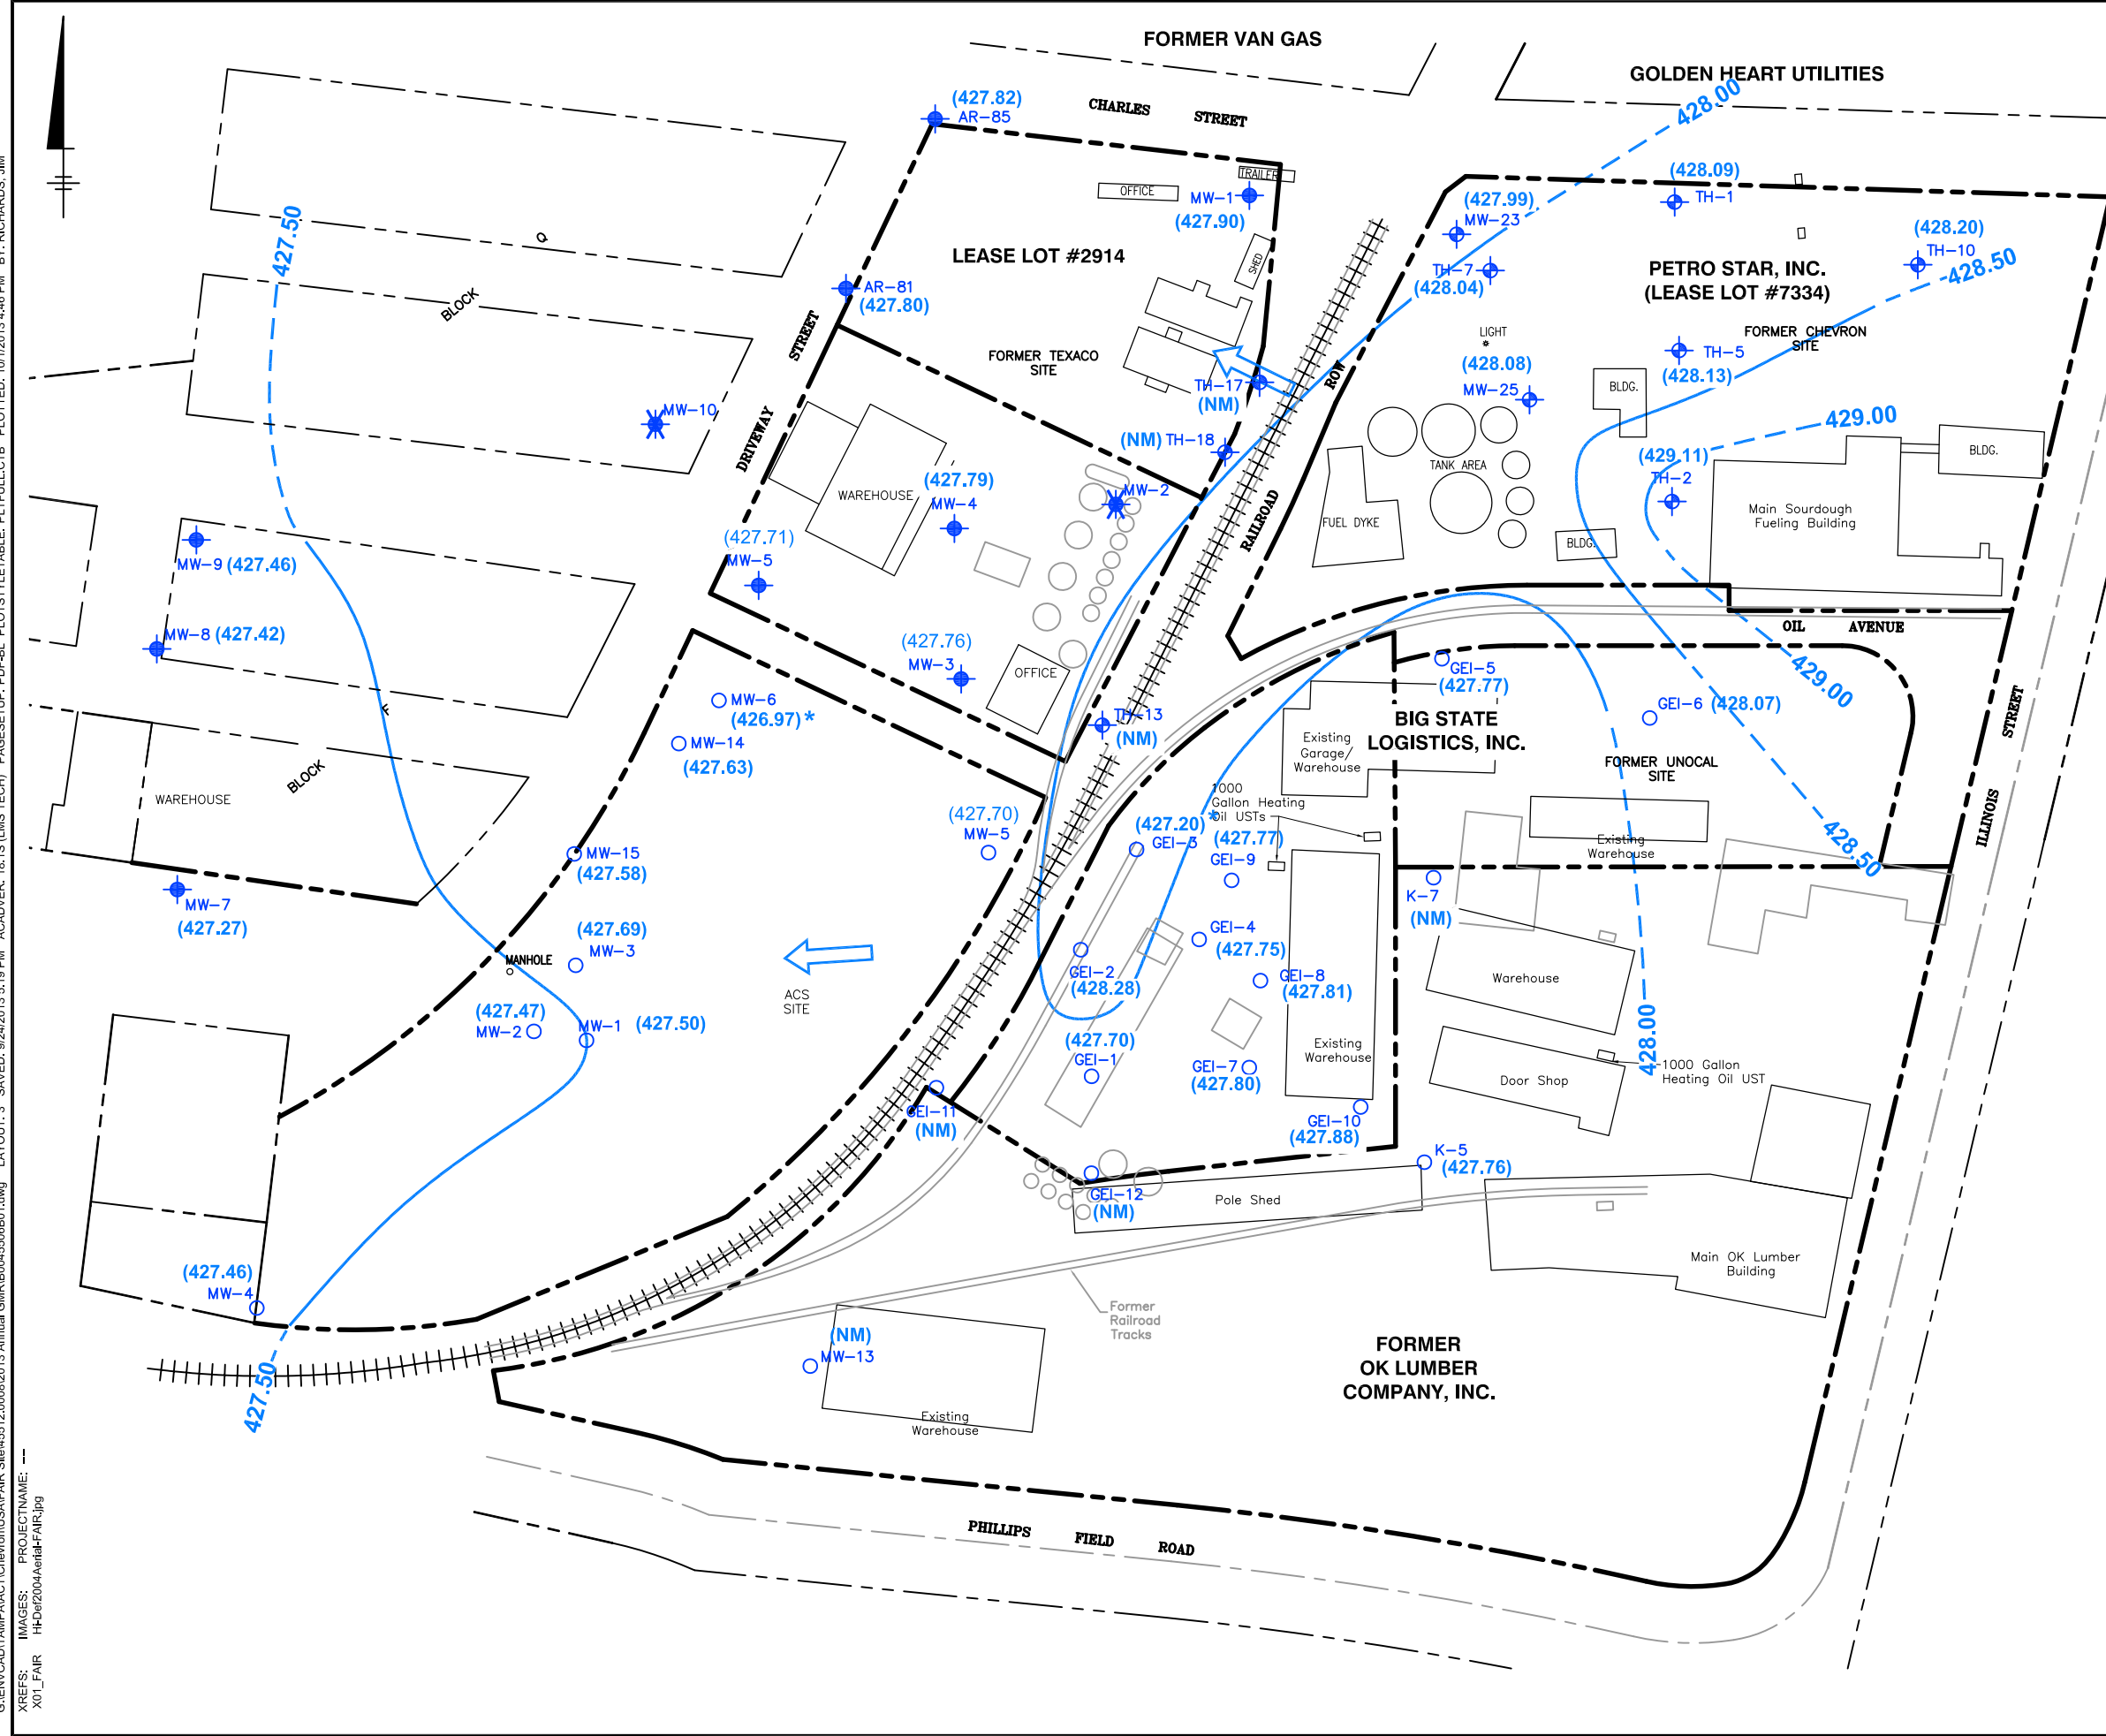 FORMER VAN GAS
GOLDEN HEART UTILITIES
428.00
(427.82)
AR-85
CHARLES STREET
TRAILER
OFFICE
MW-1
(427.90)
(428.09)
TH-1
(427.99)
MW-23
(428.20)
TH-10
428.50
427.50
Q
BLOCK
LEASE LOT #2914
SHED
TH-7
(428.04)
PETRO STAR, INC.
(LEASE LOT #7334)
AR-81
(427.80)
DRIVEWAY STREET
FORMER TEXACO
SITE
LIGHT
(428.08)
MW-25
FORMER CHEVRON
SITE
TH-5
(428.13)
BLDG.
TH-17
(NM)
RAILROAD ROW
MW-10
(NM) TH-18
429.00
(429.11)
TH-2
BLDG.
TANK AREA
WAREHOUSE
(427.79)
MW-4
MW-2
FUEL DYKE
BLDG.
Main Sourdough
Fueling Building
(427.71)
MW-5
MW-9 (427.46)
MW-8 (427.42)
OIL AVENUE
(427.76)
MW-3
OFFICE
GEI-5
(427.77)
429.00
MW-6
(426.97)*
MW-14
(427.63)
F
BLOCK
TH-13
(NM)
GEI-6 (428.07)
BIG STATE
LOGISTICS, INC.
Existing
Garage/
Warehouse
FORMER UNOCAL
SITE
STREET
ILLINOIS
WAREHOUSE
1000
Gallon Heating
Oil USTs
(427.70)
MW-5
(427.20)*
GEI-3
(427.77)
GEI-9
Existing
Warehouse
428.50
MW-15
(427.58)
MW-7
(427.27)
K-7
(NM)
(427.69)
MW-3
MANHOLE
GEI-4
(427.75)
GEI-2
(428.28)
GEI-8
(427.81)
Warehouse
ACS
SITE
(427.47)
MW-2
MW-1 (427.50)
(427.70)
GEI-1
GEI-7
(427.80)
Existing
Warehouse
428.00
1000 Gallon
Heating Oil UST
Door Shop
GEI-11
(NM)
GEI-10
(427.88)
K-5
(427.76)
GEI-12
(NM)
Pole Shed
Main OK Lumber
Building
(427.46)
MW-4
Former
Railroad
Tracks
(NM)
MW-13
427.50
FORMER
OK LUMBER
COMPANY, INC.
Existing
Warehouse
PHILLIPS FIELD ROAD
XREFS: IMAGES: PROJECTNAME: ---
X01_FAIR Hi-Def2004Aerial-FAIR.jpg